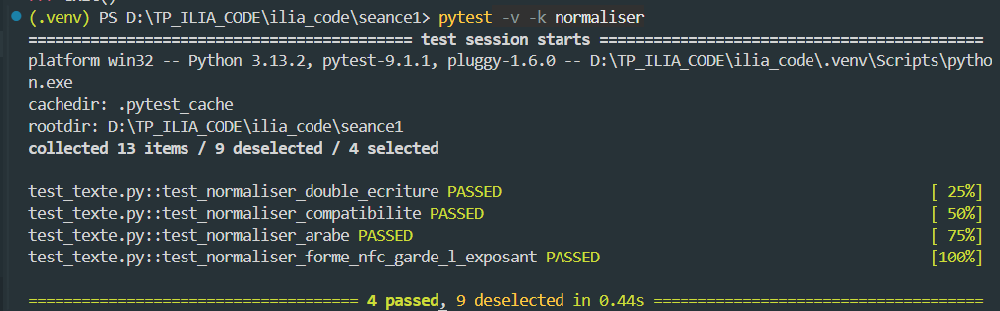 (.venv) PS D:\TP_ILIA_CODE\ilia_code\seance1> pytest -v -k normaliser
========================================= test session starts =========================================
platform win32 -- Python 3.13.2, pytest-9.1.1, pluggy-1.6.0 -- D:\TP_ILIA_CODE\ilia_code\.venv\Scripts\pytho
n.exe
cachedir: .pytest_cache
rootdir: D:\TP_ILIA_CODE\ilia_code\seance1
collected 13 items / 9 deselected / 4 selected
test_texte.py::test_normaliser_double_ecriture PASSED [ 25%]
test_texte.py::test_normaliser_compatibilite PASSED [ 50%]
test_texte.py::test_normaliser_arabe PASSED [ 75%]
test_texte.py::test_normaliser_forme_nfc_garde_l_exposant PASSED [100%]
=================================== 4 passed, 9 deselected in 0.44s ===================================